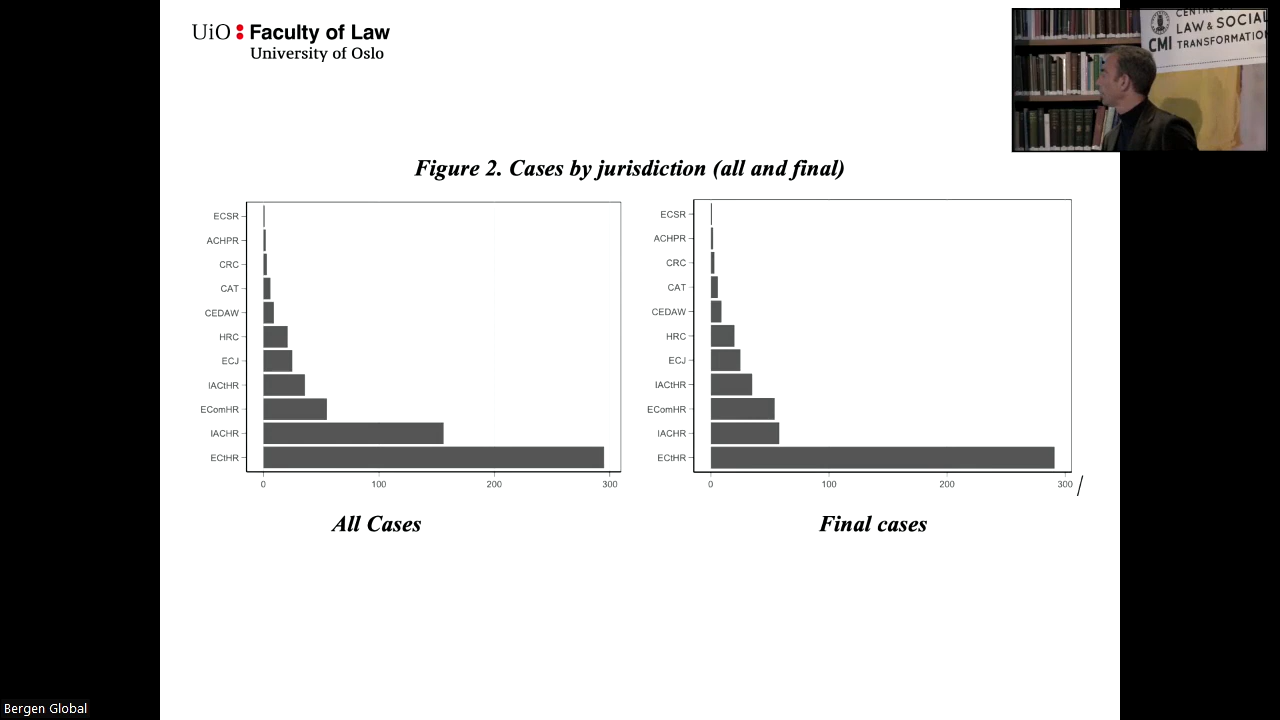 UiO : Faculty of Law
University of Oslo
CENTRE
LAW & SOCIAL
CMI TRANSFORMATION
Figure 2. Cases by jurisdiction (all and final)
ECSR
ACHPR
CRC
CAT
CEDAW
HRC
ECJ
IACtHR
EComHR
IACHR
ECtHR
0 100 200 300
All Cases
ECSR
ACHPR
CRC
CAT
CEDAW
HRC
ECJ
IACtHR
EComHR
IACHR
ECtHR
0 100 200 300 /
Final cases
Bergen Global